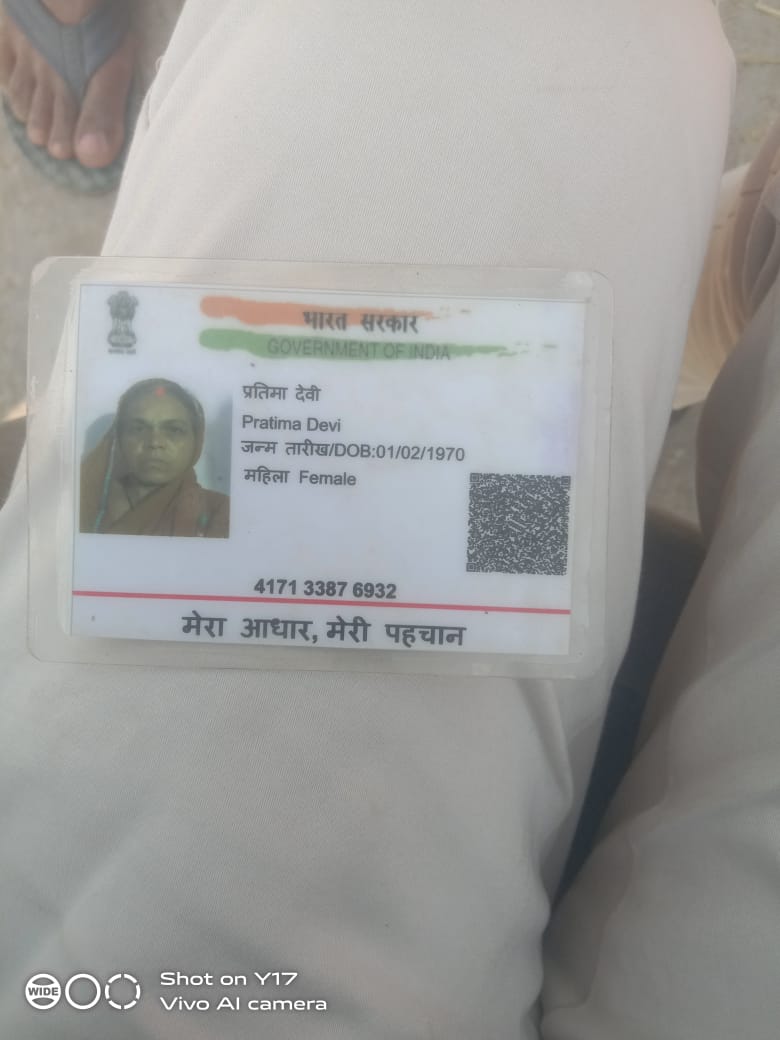 भारत सरकार
GOVERNMENT OF INDIA
प्रतिमा देवी
Pratima Devi
जन्म तारीख/DOB:01/02/1970
महिला Female
4171 3387 6932
मेरा आधार, मेरी पहचान
WIDE
Shot on Y17
Vivo AI camera